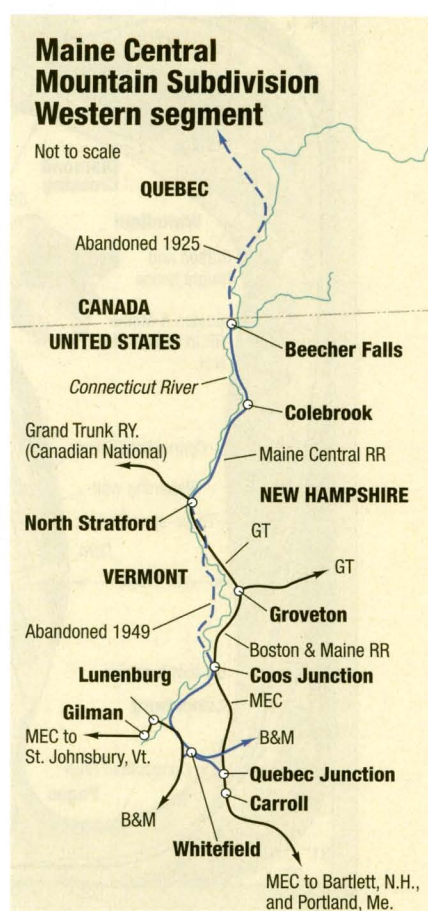 Maine Central
Mountain Subdivision
Western segment
Not to scale
QUEBEC
Abandoned 1925
CANADA
UNITED STATES
Beecher Falls
Connecticut River
Colebrook
Grand Trunk RY.
(Canadian National)
Maine Central RR
NEW HAMPSHIRE
North Stratford
GT
VERMONT
GT
Groveton
Abandoned 1949
Boston & Maine RR
Lunenburg
Coos Junction
Gilman
MEC
MEC to
St. Johnsbury, Vt.
B&M
Quebec Junction
B&M
Carroll
Whitefield
MEC to Bartlett, N.H.,
and Portland, Me.